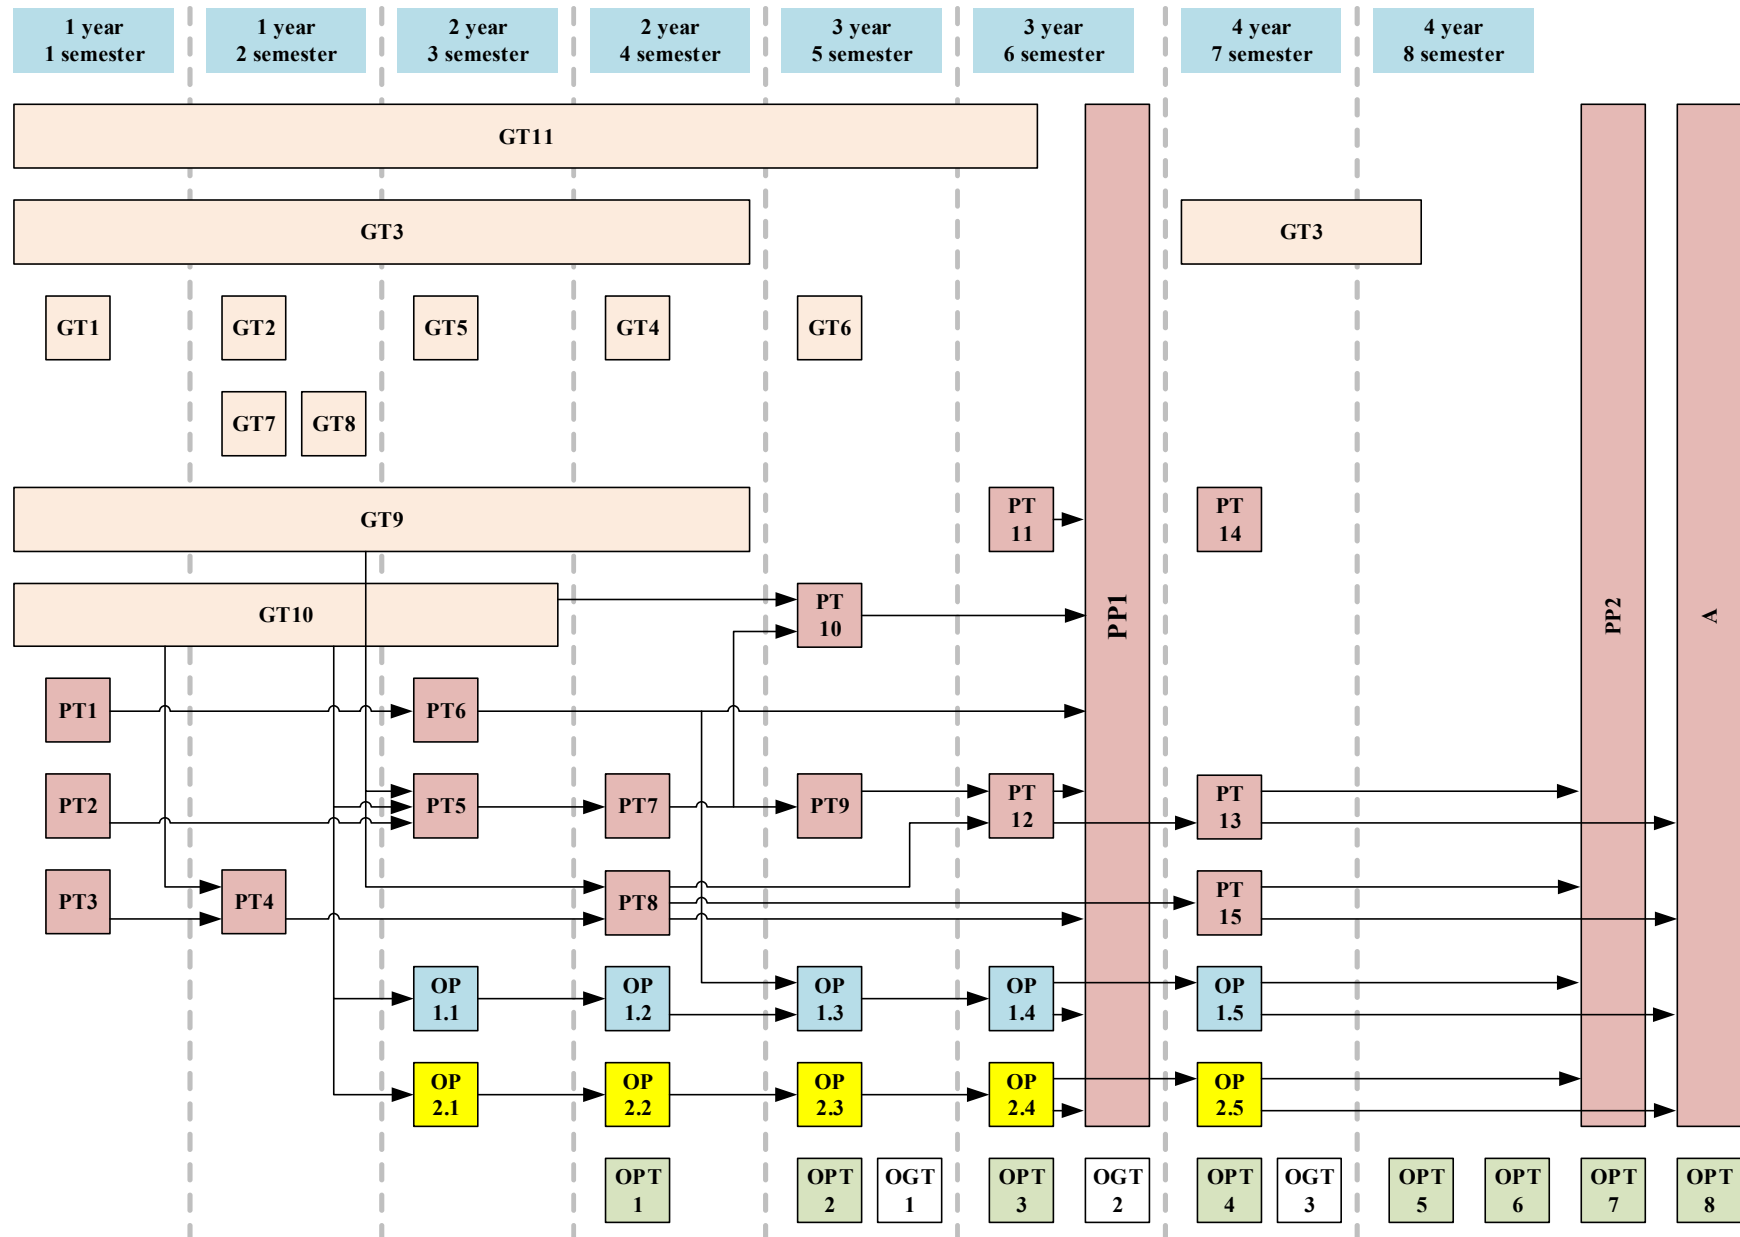 1 year
1 semester
1 year
2 semester
2 year
3 semester
2 year
4 semester
3 year
5 semester
3 year
6 semester
4 year
7 semester
4 year
8 semester
GT11
GT3
GT3
GT1
GT2
GT5
GT4
GT6
GT7
GT8
GT9
PT
11
PT
14
GT10
PT
10
PP1
PP2
A
PT1
PT6
PT2
PT5
PT7
PT9
PT
12
PT
13
PT3
PT4
PT8
PT
15
OP
1.1
OP
1.2
OP
1.3
OP
1.4
OP
1.5
OP
2.1
OP
2.2
OP
2.3
OP
2.4
OP
2.5
OPT
1
OPT
2
OGT
1
OPT
3
OGT
2
OPT
4
OGT
3
OPT
5
OPT
6
OPT
7
OPT
8